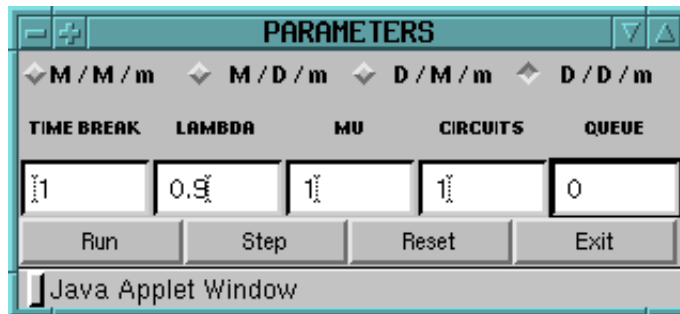 PARAMETERS
M/M/m M/D/m D/M/m D/D/m
TIME BREAK LAMBDA MU CIRCUITS QUEUE
1 0.9 1 1 0
Run Step Reset Exit
Java Applet Window